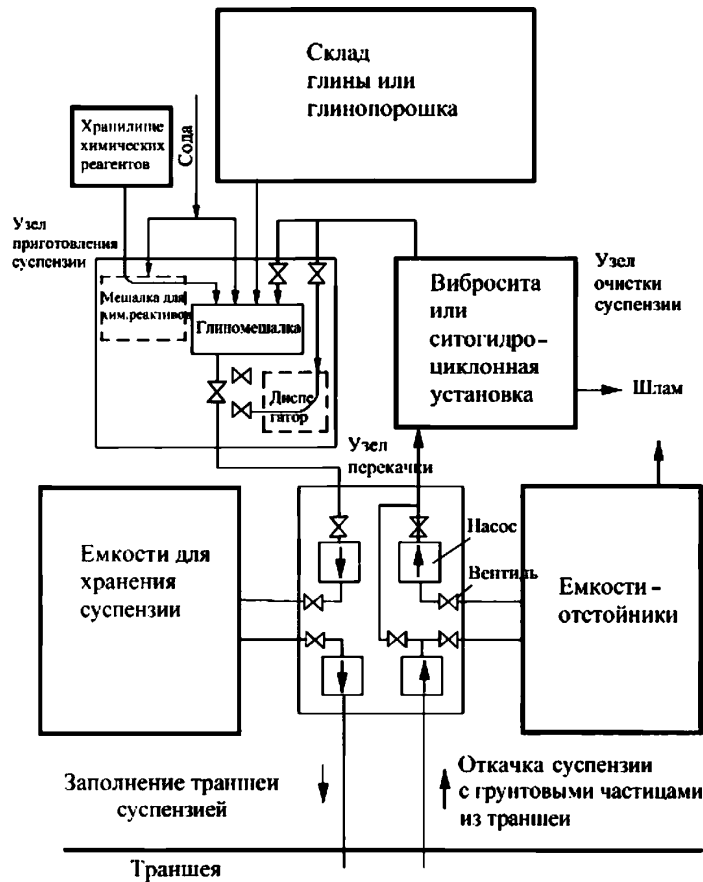 Склад
глины или
глинопорошка
Хранилище
химических
реагентов
Сода
Узел
приготовления
суспензии
Мешалка для
хим.реактивов
Глиномешалка
Диспе
гатор
Вибросита
или
ситогидро-
циклонная
установка
Узел
очистки
суспензии
Шлам
Узел
перекачки
Емкости для
хранения
суспензии
Насос
Вентиль
Емкости-
отстойники
Заполнение траншеи
суспензией
Откачка суспензии
с грунтовыми частицами
из траншеи
Траншея